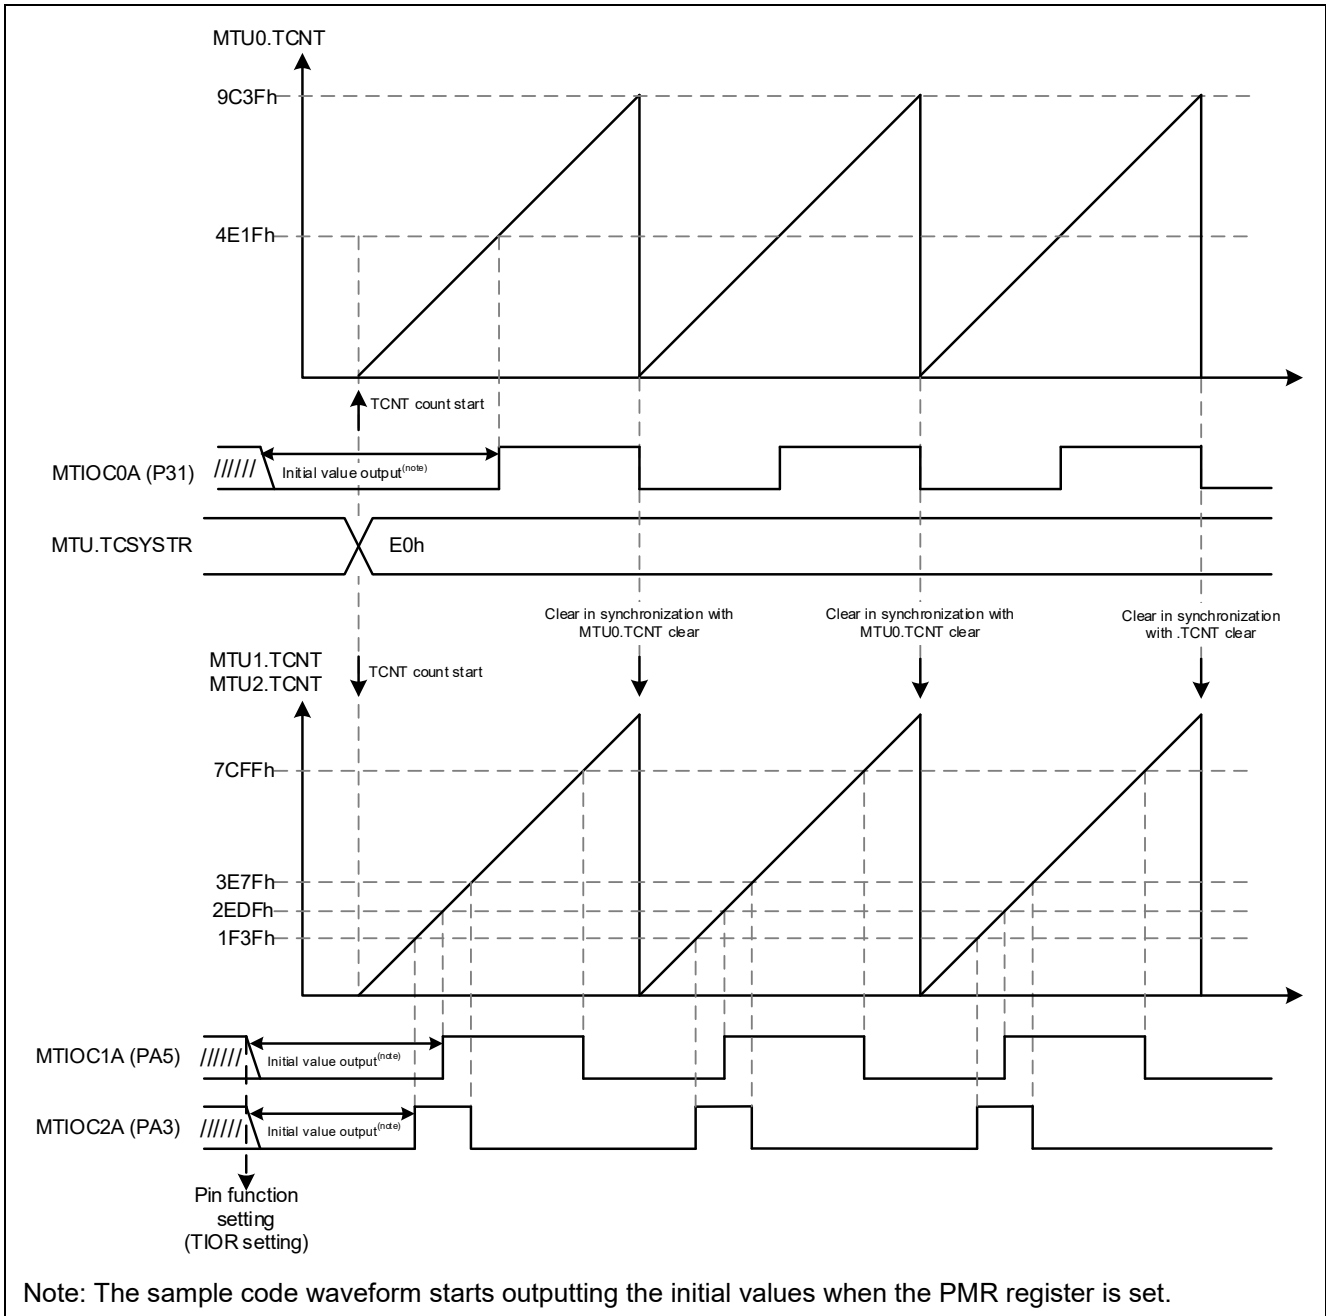 MTU0.TCNT
9C3Fh
4E1Fh
TCNT count start
MTIOC0A (P31)
//////
Initial value output(note)
MTU.TCSYSTR
E0h
Clear in synchronization with
MTU0.TCNT clear
Clear in synchronization with
MTU0.TCNT clear
Clear in synchronization
with .TCNT clear
MTU1.TCNT
MTU2.TCNT
TCNT count start
7CFFh
3E7Fh
2EDFh
1F3Fh
MTIOC1A (PA5)
//////
Initial value output(note)
MTIOC2A (PA3)
//////
Initial value output(note)
Pin function
setting
(TIOR setting)
Note: The sample code waveform starts outputting the initial values when the PMR register is set.